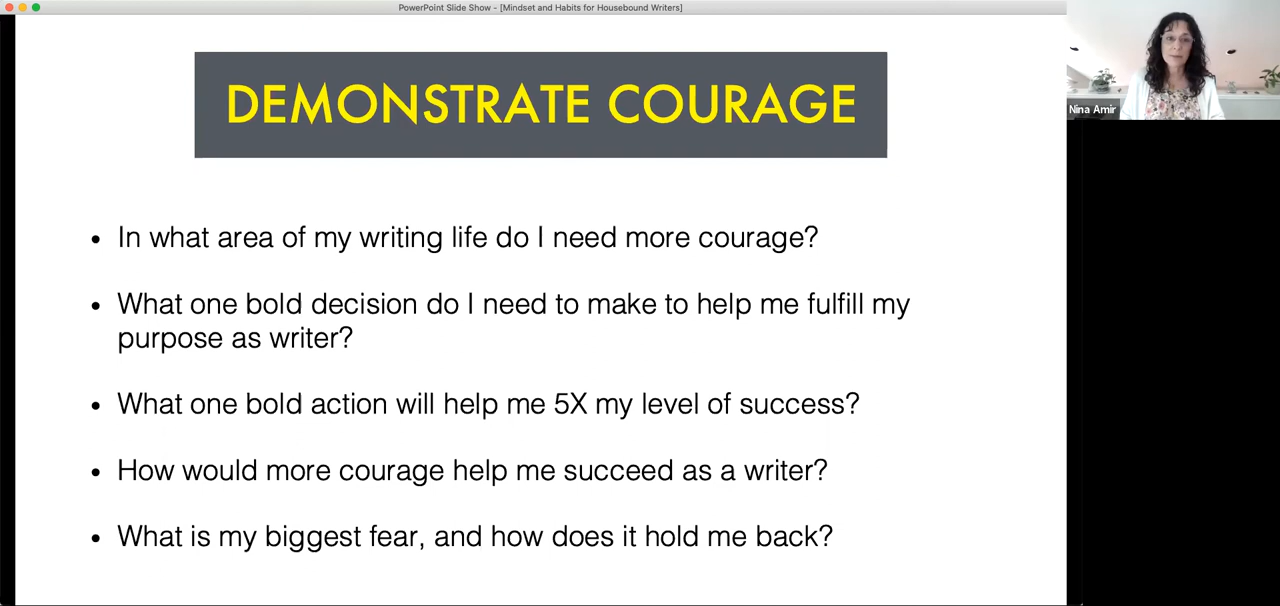 PowerPoint Slide Show - [Mindset and Habits for Housebound Writers]
DEMONSTRATE COURAGE
• In what area of my writing life do I need more courage?
• What one bold decision do I need to make to help me fulfill my
purpose as writer?
• What one bold action will help me 5X my level of success?
• How would more courage help me succeed as a writer?
• What is my biggest fear, and how does it hold me back?
Nina Amir